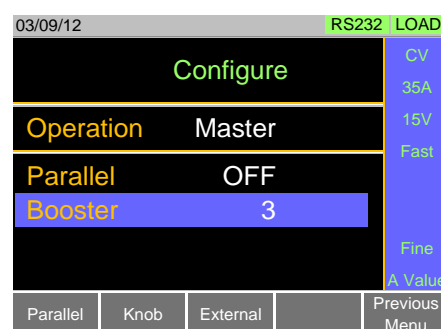 03/09/12 RS232 LOAD
Configure
CV
35A
15V
Fast
Operation Master
Parallel OFF
Booster 3
Fine
A Value
Parallel Knob External Previous Menu